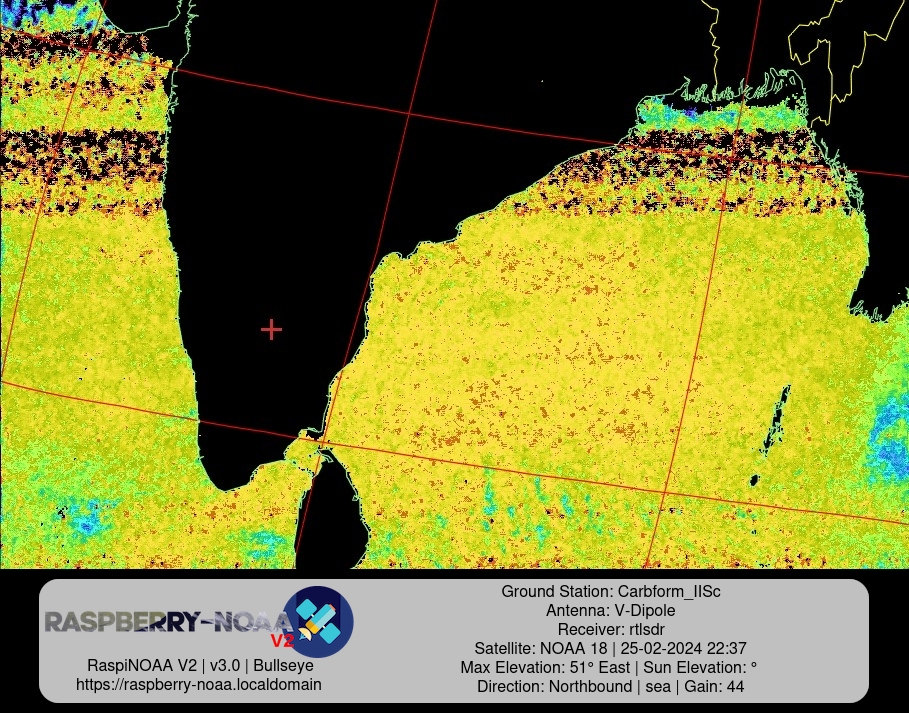 RASPBERRY-NOAA
V2
RaspiNOAA V2 | v3.0 | Bullseye
https://raspberry-noaa.localdomain
Ground Station: Carbform_IISc
Antenna: V-Dipole
Receiver: rtlsdr
Satellite: NOAA 18 | 25-02-2024 22:37
Max Elevation: 51° East | Sun Elevation: °
Direction: Northbound | sea | Gain: 44